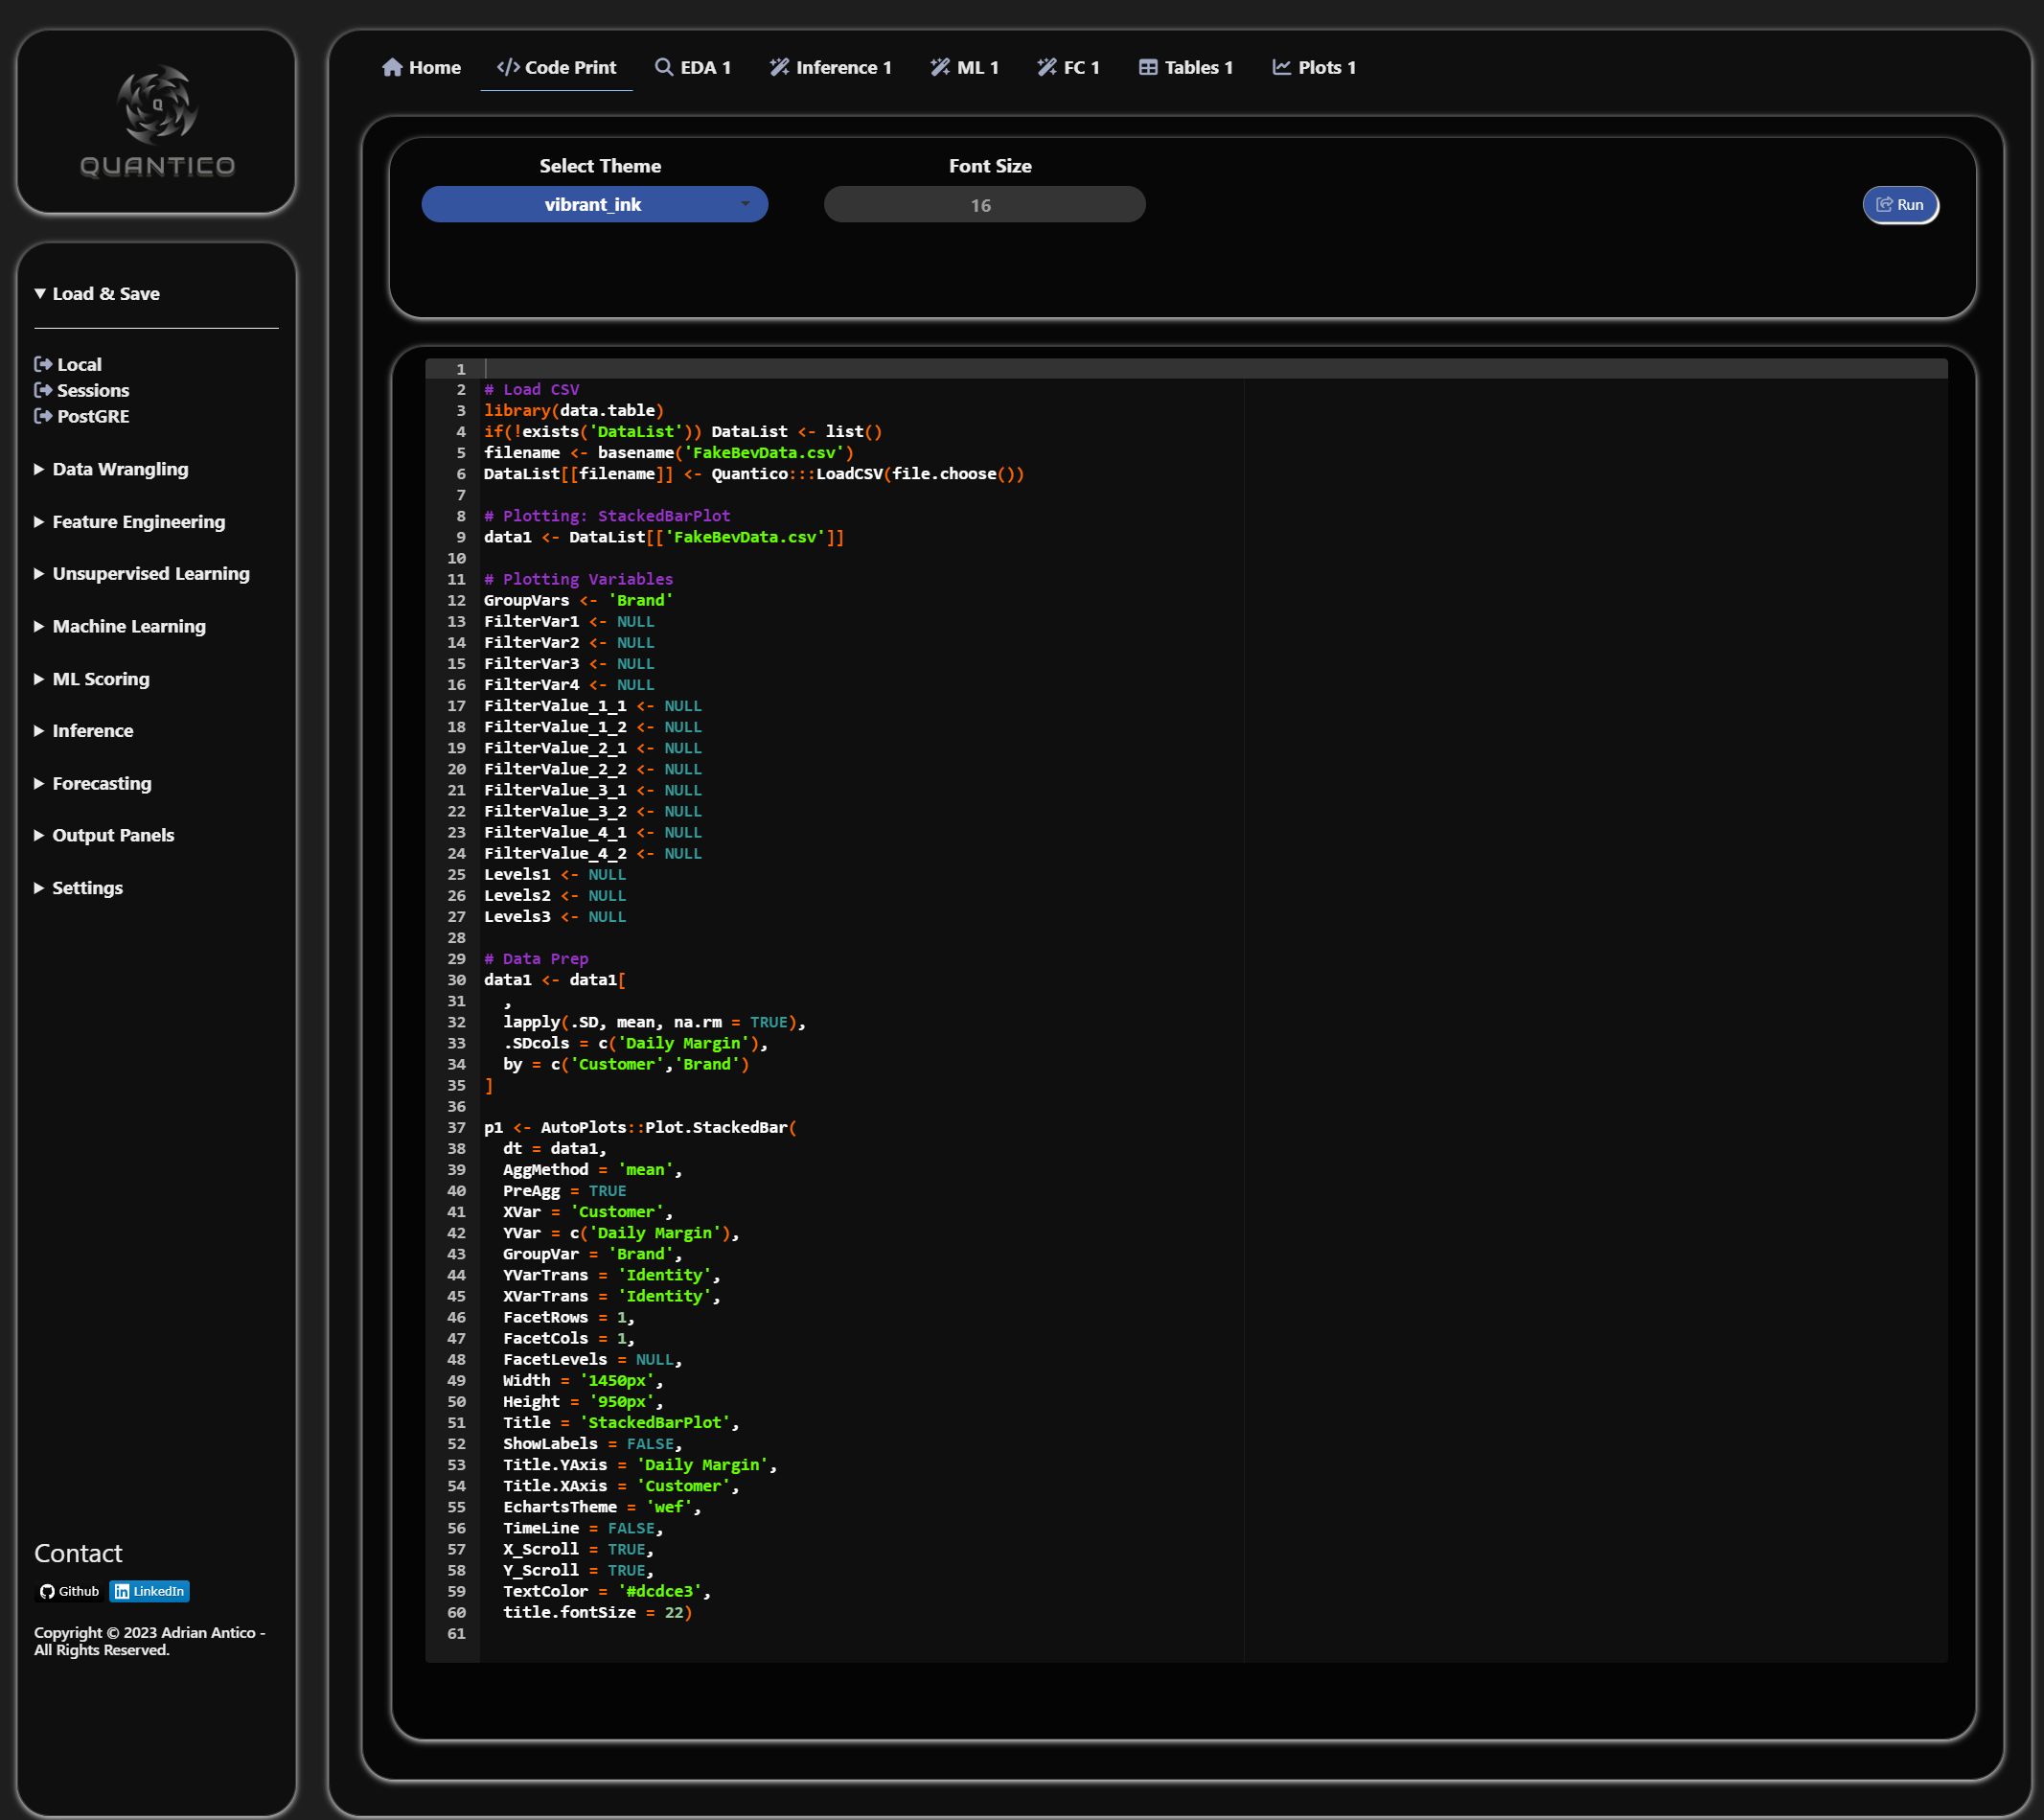 QUANTICO
Load & Save
Local
Sessions
PostGRE
Data Wrangling
Feature Engineering
Unsupervised Learning
Machine Learning
ML Scoring
Inference
Forecasting
Output Panels
Settings
Contact
Github LinkedIn
Copyright © 2023 Adrian Antico -
All Rights Reserved.
Home Code Print EDA 1 Inference 1 ML 1 FC 1 Tables 1 Plots 1
Select Theme Font Size
vibrant_ink 16 Run
1
2 # Load CSV
3 library(data.table)
4 if(!exists('DataList')) DataList <- list()
5 filename <- basename('FakeBevData.csv')
6 DataList[[filename]] <- Quantico:::LoadCSV(file.choose())
7
8 # Plotting: StackedBarPlot
9 data1 <- DataList[['FakeBevData.csv']]
10
11 # Plotting Variables
12 GroupVars <- 'Brand'
13 FilterVar1 <- NULL
14 FilterVar2 <- NULL
15 FilterVar3 <- NULL
16 FilterVar4 <- NULL
17 FilterValue_1_1 <- NULL
18 FilterValue_1_2 <- NULL
19 FilterValue_2_1 <- NULL
20 FilterValue_2_2 <- NULL
21 FilterValue_3_1 <- NULL
22 FilterValue_3_2 <- NULL
23 FilterValue_4_1 <- NULL
24 FilterValue_4_2 <- NULL
25 Levels1 <- NULL
26 Levels2 <- NULL
27 Levels3 <- NULL
28
29 # Data Prep
30 data1 <- data1[
31   ,
32   lapply(.SD, mean, na.rm = TRUE),
33   .SDcols = c('Daily Margin'),
34   by = c('Customer','Brand')
35 ]
36
37 p1 <- AutoPlots::Plot.StackedBar(
38   dt = data1,
39   AggMethod = 'mean',
40   PreAgg = TRUE
41   XVar = 'Customer',
42   YVar = c('Daily Margin'),
43   GroupVar = 'Brand',
44   YVarTrans = 'Identity',
45   XVarTrans = 'Identity',
46   FacetRows = 1,
47   FacetCols = 1,
48   FacetLevels = NULL,
49   Width = '1450px',
50   Height = '950px',
51   Title = 'StackedBarPlot',
52   ShowLabels = FALSE,
53   Title.YAxis = 'Daily Margin',
54   Title.XAxis = 'Customer',
55   EchartsTheme = 'wef',
56   TimeLine = FALSE,
57   X_Scroll = TRUE,
58   Y_Scroll = TRUE,
59   TextColor = '#dcdce3',
60   title.fontSize = 22)
61